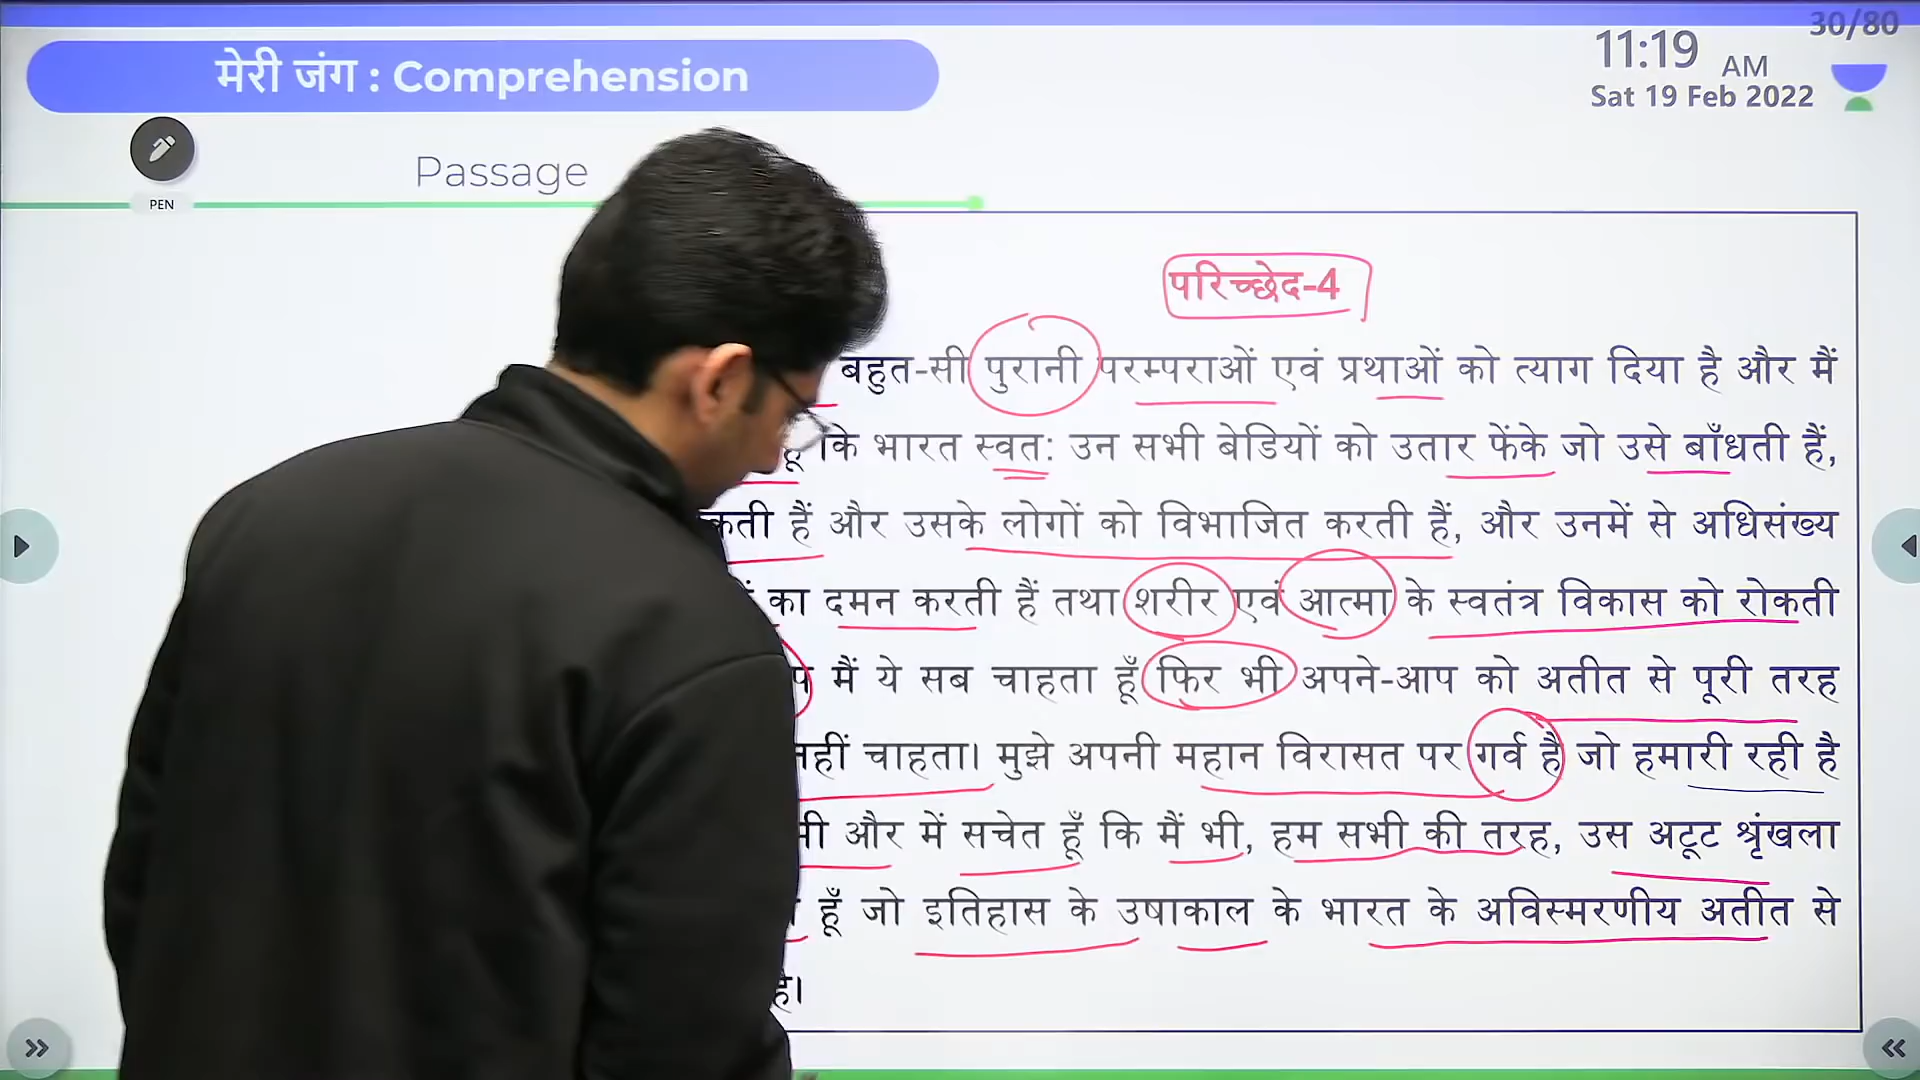 30/80
11:19 AM
Sat 19 Feb 2022
मेरी जंग : Comprehension
PEN
Passage
परिच्छेद-4
बहुत-सी पुरानी परम्पराओं एवं प्रथाओं को त्याग दिया है और मैं
कि भारत स्वत: उन सभी बेडियों को उतार फेंके जो उसे बाँधती हैं,
हैं और उसके लोगों को विभाजित करती हैं, और उनमें से अधिसंख्य
का दमन करती हैं तथा शरीर एवं आत्मा के स्वतंत्र विकास को रोकती
मैं ये सब चाहता हूँ फिर भी अपने-आप को अतीत से पूरी तरह
नहीं चाहता। मुझे अपनी महान विरासत पर गर्व है जो हमारी रही है
और में सचेत हूँ कि मैं भी, हम सभी की तरह, उस अटूट श्रृंखला
हूँ जो इतिहास के उषाकाल के भारत के अविस्मरणीय अतीत से
है।